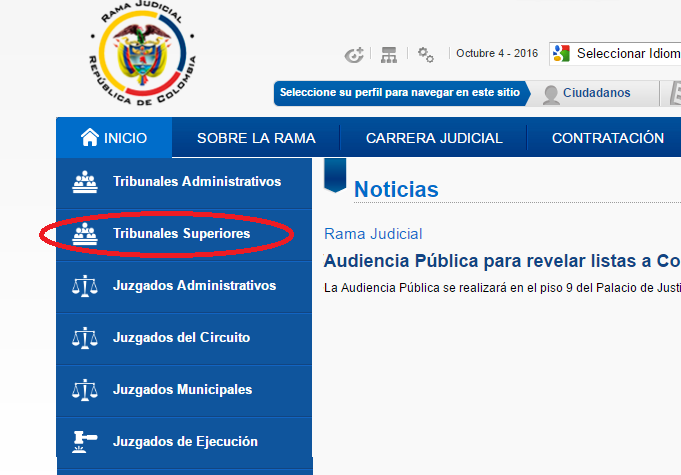 RAMA JUDICIAL
REPÚBLICA DE COLOMBIA
Octubre 4 - 2016
Seleccionar Idiom
Seleccione su perfil para navegar en este sitio
Ciudadanos
INICIO
SOBRE LA RAMA
CARRERA JUDICIAL
CONTRATACIÓN
Tribunales Administrativos
Tribunales Superiores
Juzgados Administrativos
Juzgados del Circuito
Juzgados Municipales
Juzgados de Ejecución
Noticias
Rama Judicial
Audiencia Pública para revelar listas a Co
La Audiencia Pública se realizará en el piso 9 del Palacio de Justi